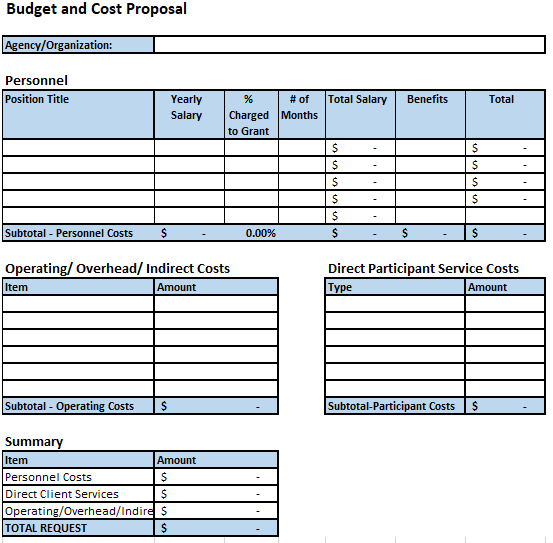 Budget and Cost Proposal
Agency/Organization:
Personnel
Position Title Yearly Salary % Charged to Grant # of Months Total Salary Benefits Total
$ - $ -
$ - $ -
$ - $ -
$ - $ -
$ -
Subtotal - Personnel Costs $ - 0.00% $ - $ - $ -
Operating/ Overhead/ Indirect Costs
Item Amount
Subtotal - Operating Costs $ -
Direct Participant Service Costs
Type Amount
Subtotal-Participant Costs $ -
Summary
Item Amount
Personnel Costs $ -
Direct Client Services $ -
Operating/Overhead/Indire $ -
TOTAL REQUEST $ -